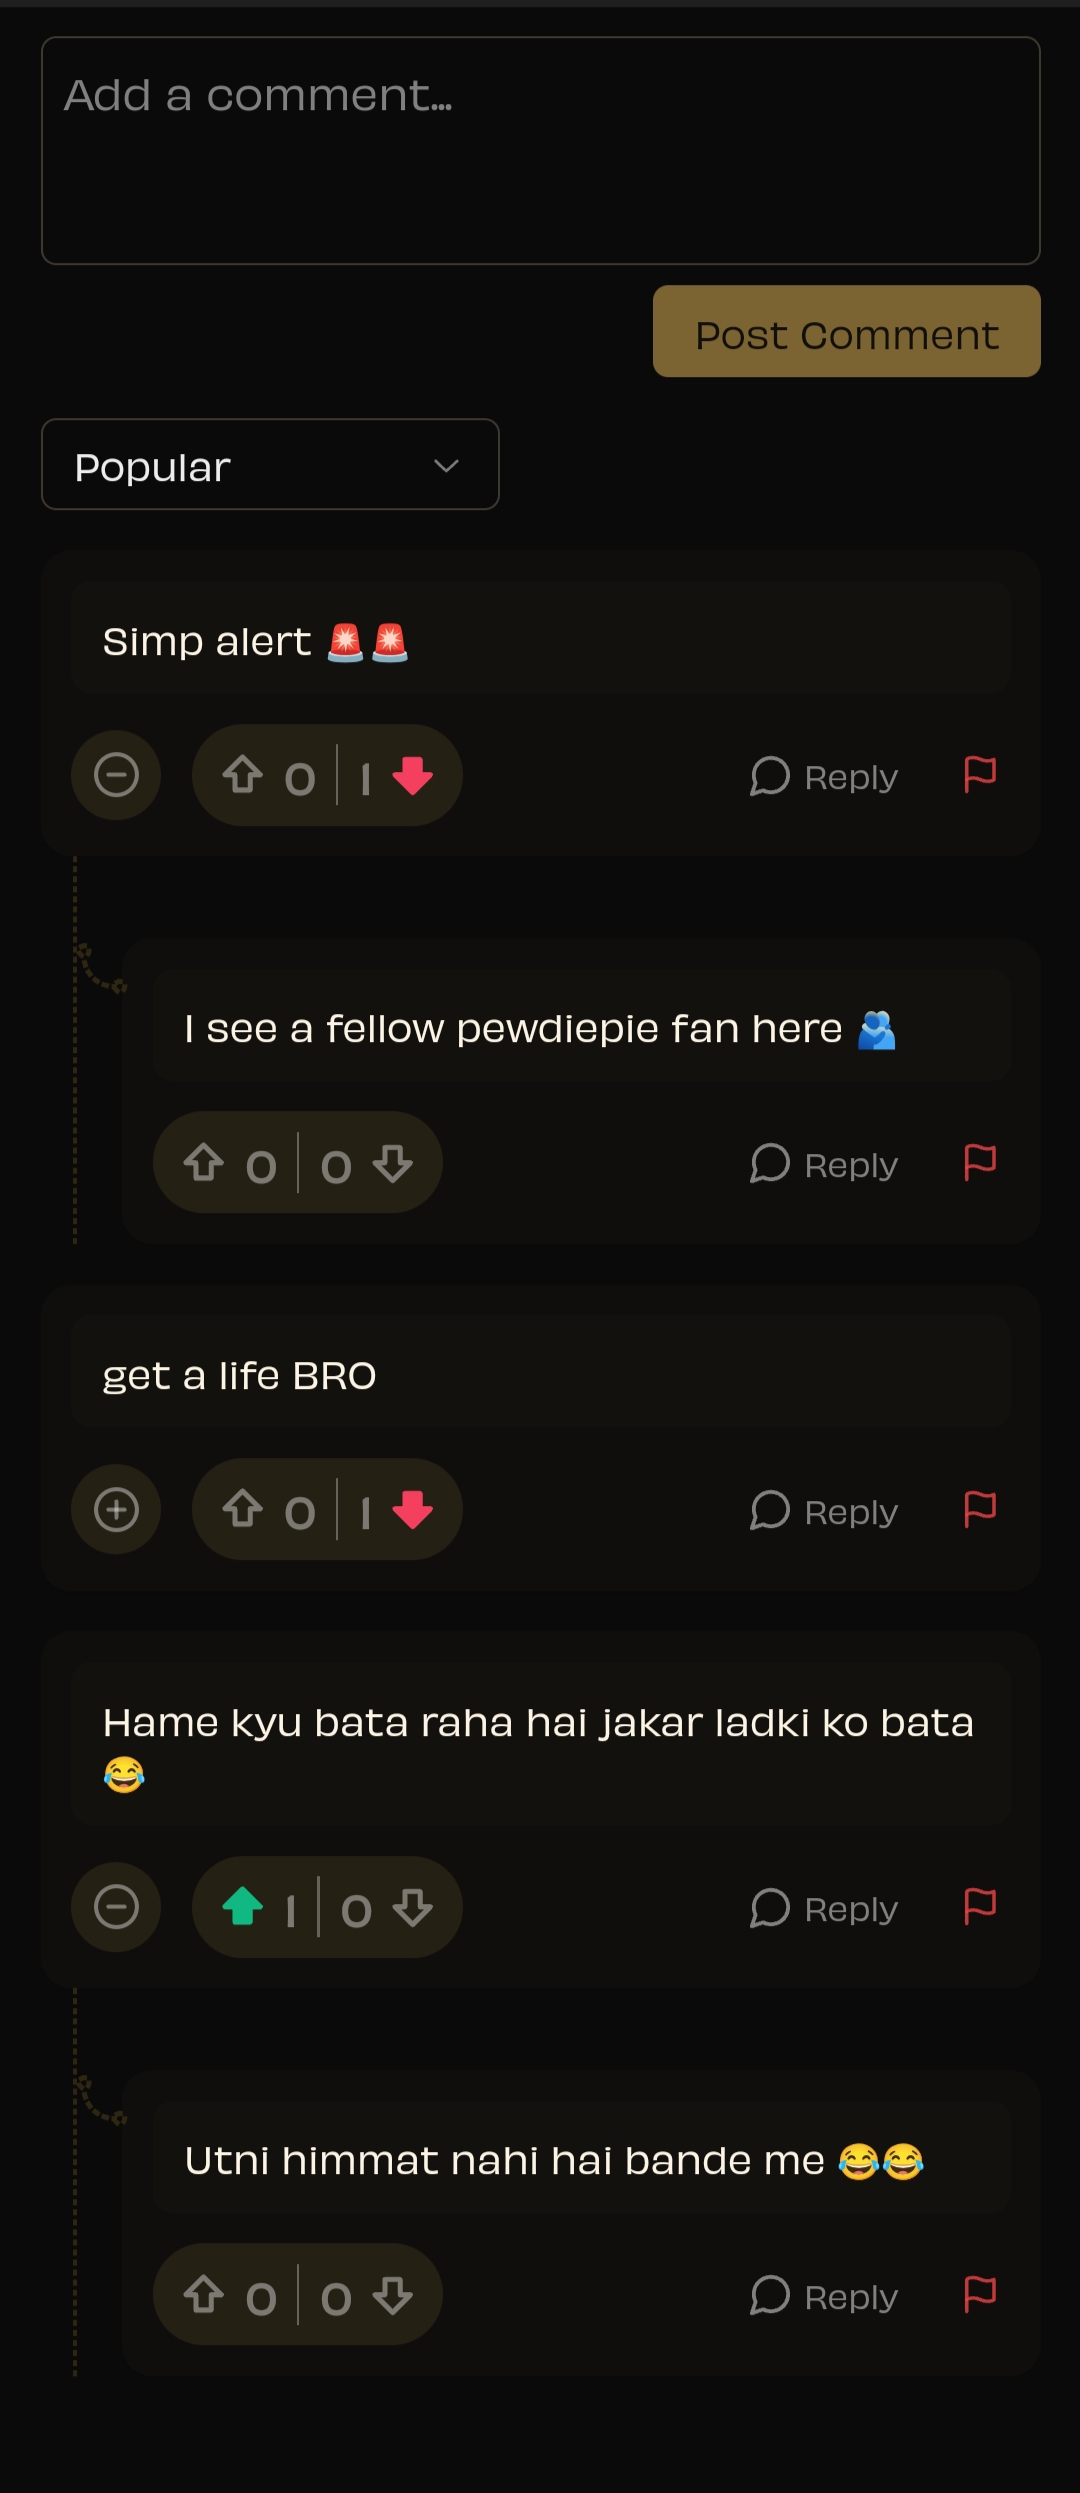 Add a comment...
Post Comment
Popular
Simp alert 🚨🚨
0 1
Reply
I see a fellow pewdiepie fan here 🫂
0 0
Reply
get a life BRO
0 1
Reply
Hame kyu bata raha hai jakar ladki ko bata
😂
1 0
Reply
Utni himmat nahi hai bande me 😂😂
0 0
Reply